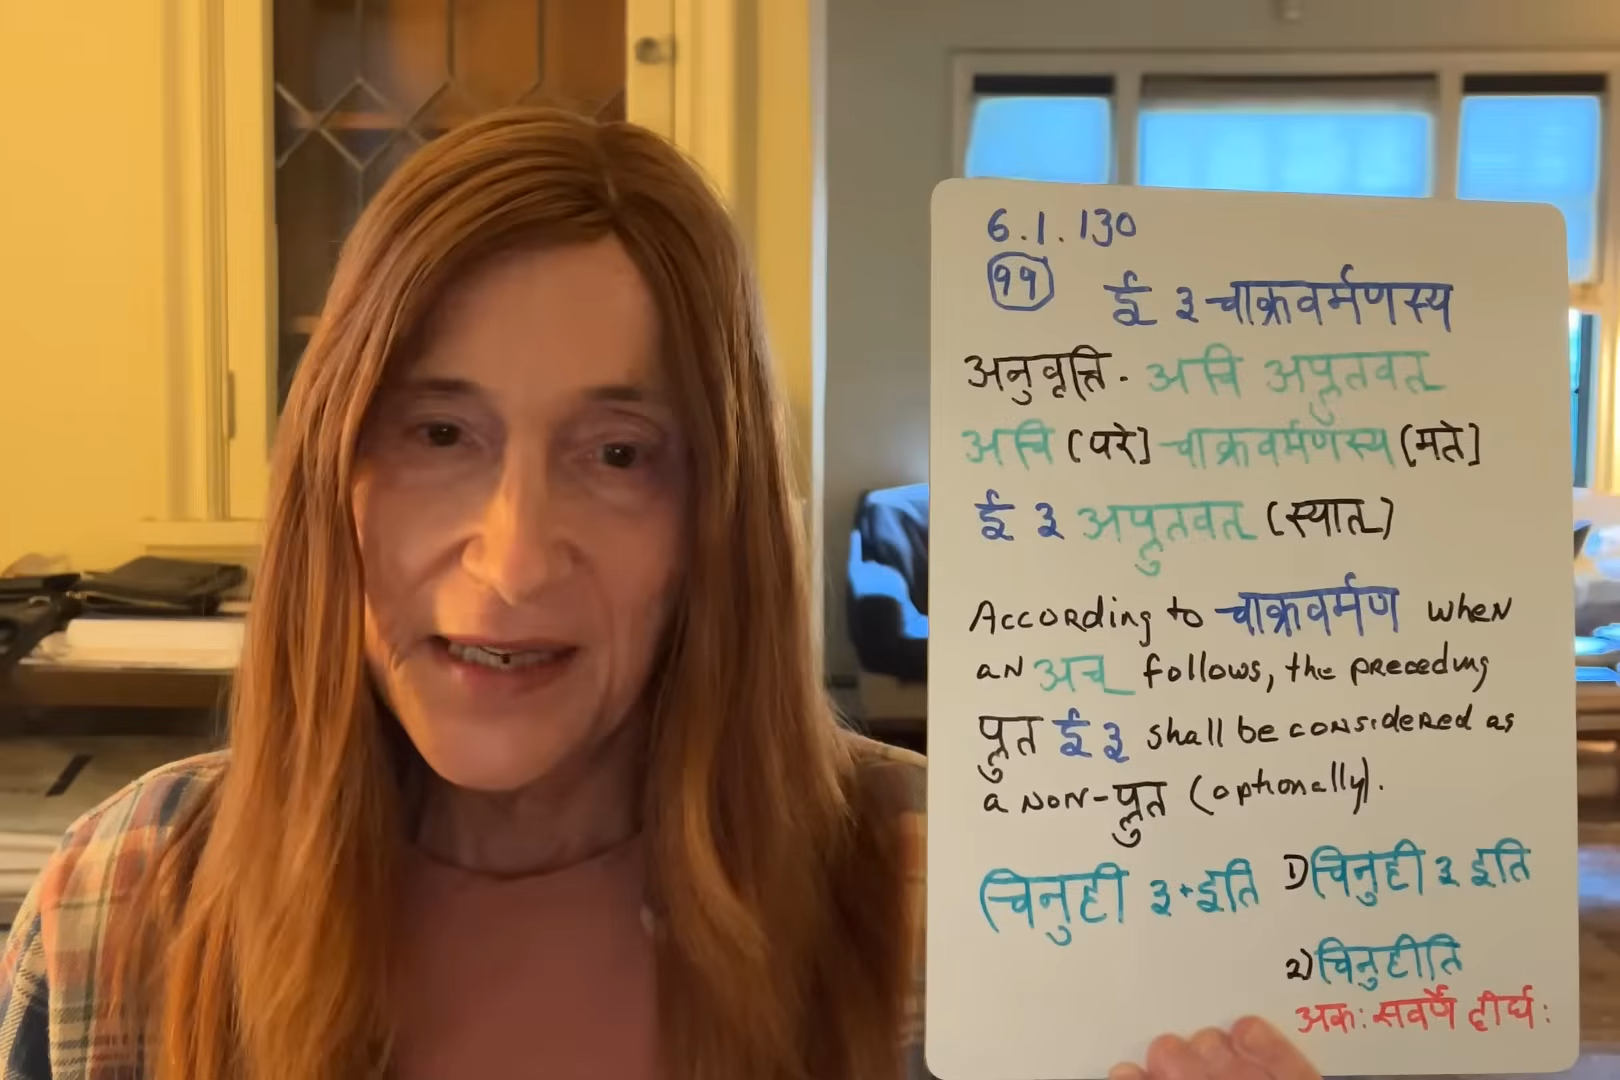 6.1.130
99
ई ३ चाक्रवर्मणस्य
अनुवृत्ति- अचि अप्लुतवत्
अचि (परे] चाक्रवर्मणस्य (मते]
ई ३ अप्लुतवत् (स्यात्)
According to चाक्रवर्मण when
an अच् follows, the preceding
प्लुत ई ३ shall be considered as
a non-प्लुत (optionally).
चिनुही ३+इति 1) चिनुही ३ इति
2) चिनुहीति
अकः सवर्णे दीर्घः